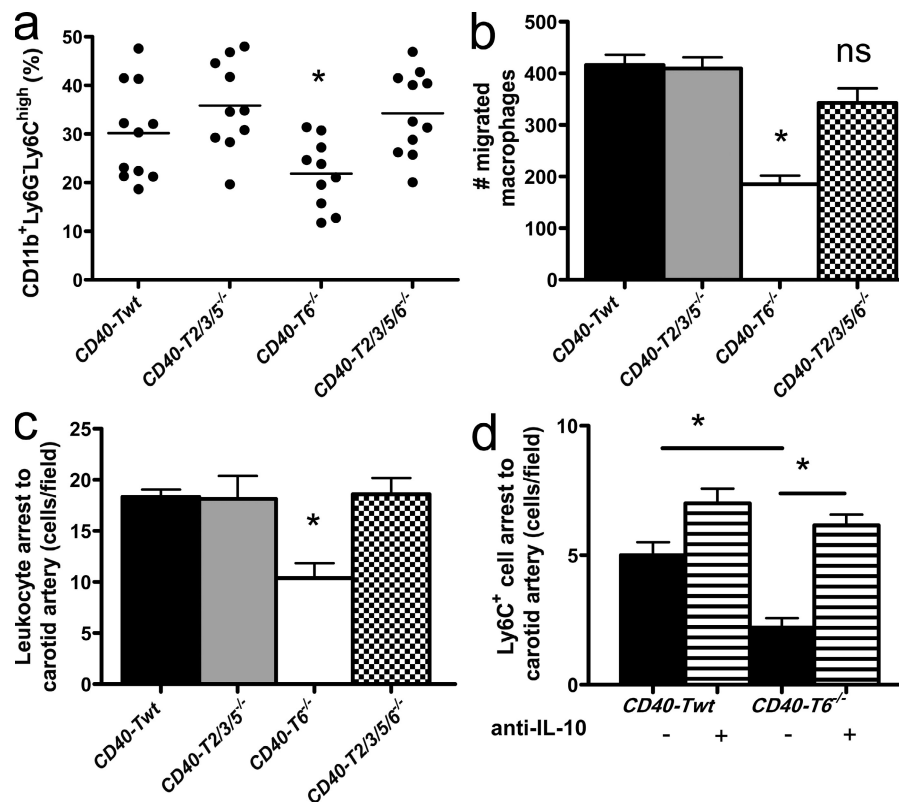 a
CD11b⁺Ly6G⁻Ly6C^high (%)
50
40
30
20
10
0
*
CD40-Twt
CD40-T2/3/5⁻/⁻
CD40-T6⁻/⁻
CD40-T2/3/5/6⁻/⁻
b
# migrated
macrophages
500
400
300
200
100
0
*
ns
CD40-Twt
CD40-T2/3/5⁻/⁻
CD40-T6⁻/⁻
CD40-T2/3/5/6⁻/⁻
c
Leukocyte arrest to
carotid artery (cells/field)
25
20
15
10
5
0
*
CD40-Twt
CD40-T2/3/5⁻/⁻
CD40-T6⁻/⁻
CD40-T2/3/5/6⁻/⁻
d
Ly6C⁺ cell arrest to
carotid artery (cells/field)
10
5
0
*
*
CD40-Twt CD40-T6⁻/⁻
anti-IL-10 - + - +